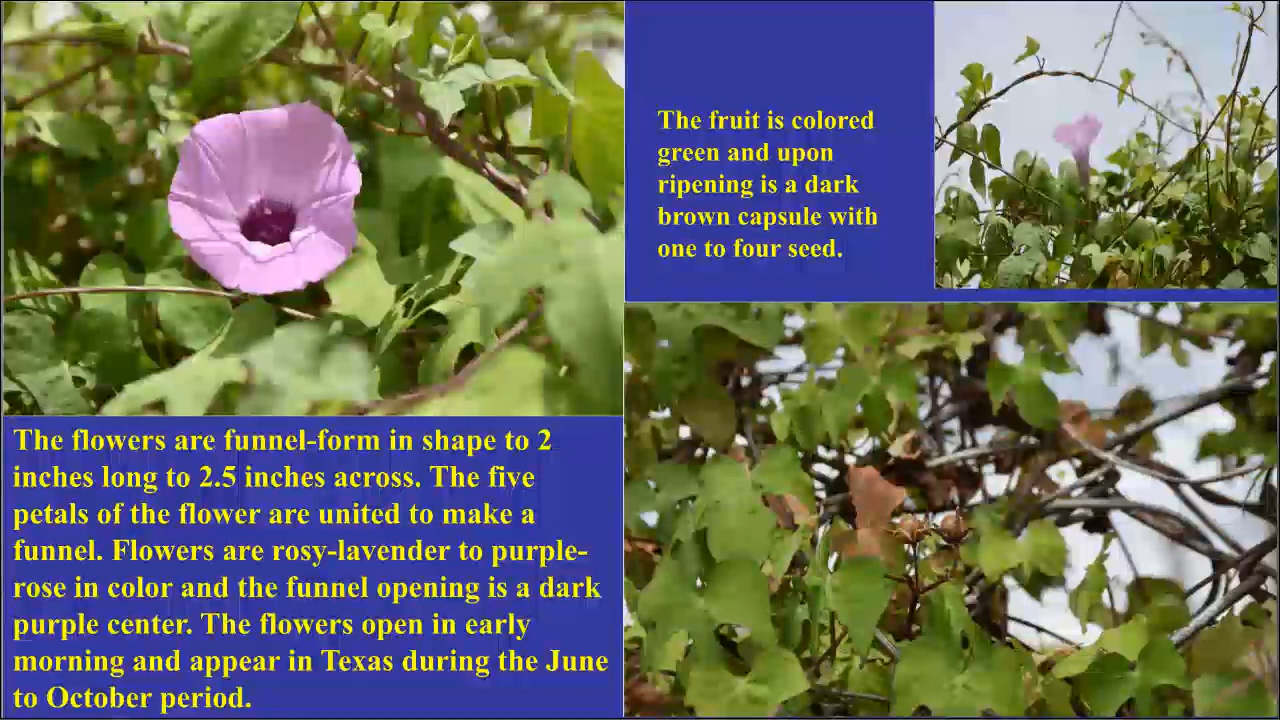 The fruit is colored
green and upon
ripening is a dark
brown capsule with
one to four seed.
The flowers are funnel-form in shape to 2
inches long to 2.5 inches across. The five
petals of the flower are united to make a
funnel. Flowers are rosy-lavender to purple-
rose in color and the funnel opening is a dark
purple center. The flowers open in early
morning and appear in Texas during the June
to October period.